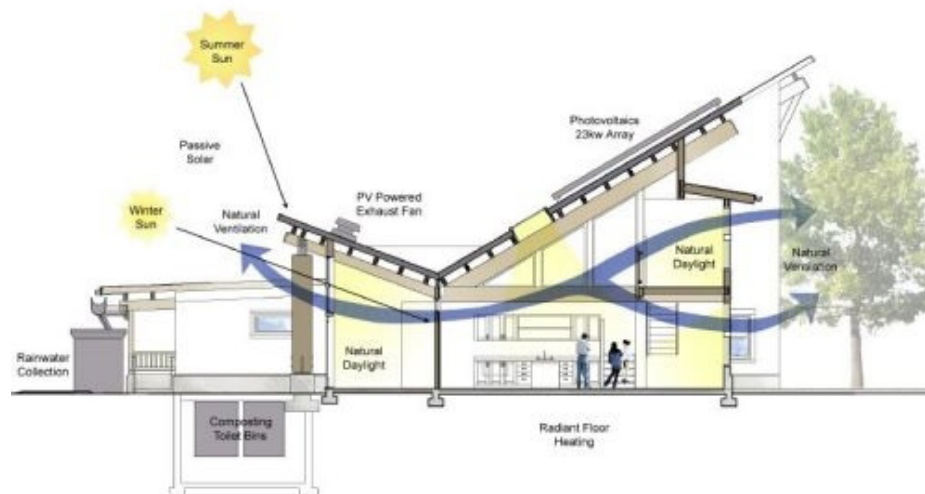 Summer
Sun
Photovoltaics
23kw Array
Passive
Solar
PV Powered
Exhaust Fan
Winter
Sun
Natural
Ventilation
Natural
Daylight
Natural
Ventilation
Rainwater
Collection
Natural
Daylight
Composting
Toilet Bins
Radiant Floor
Heating